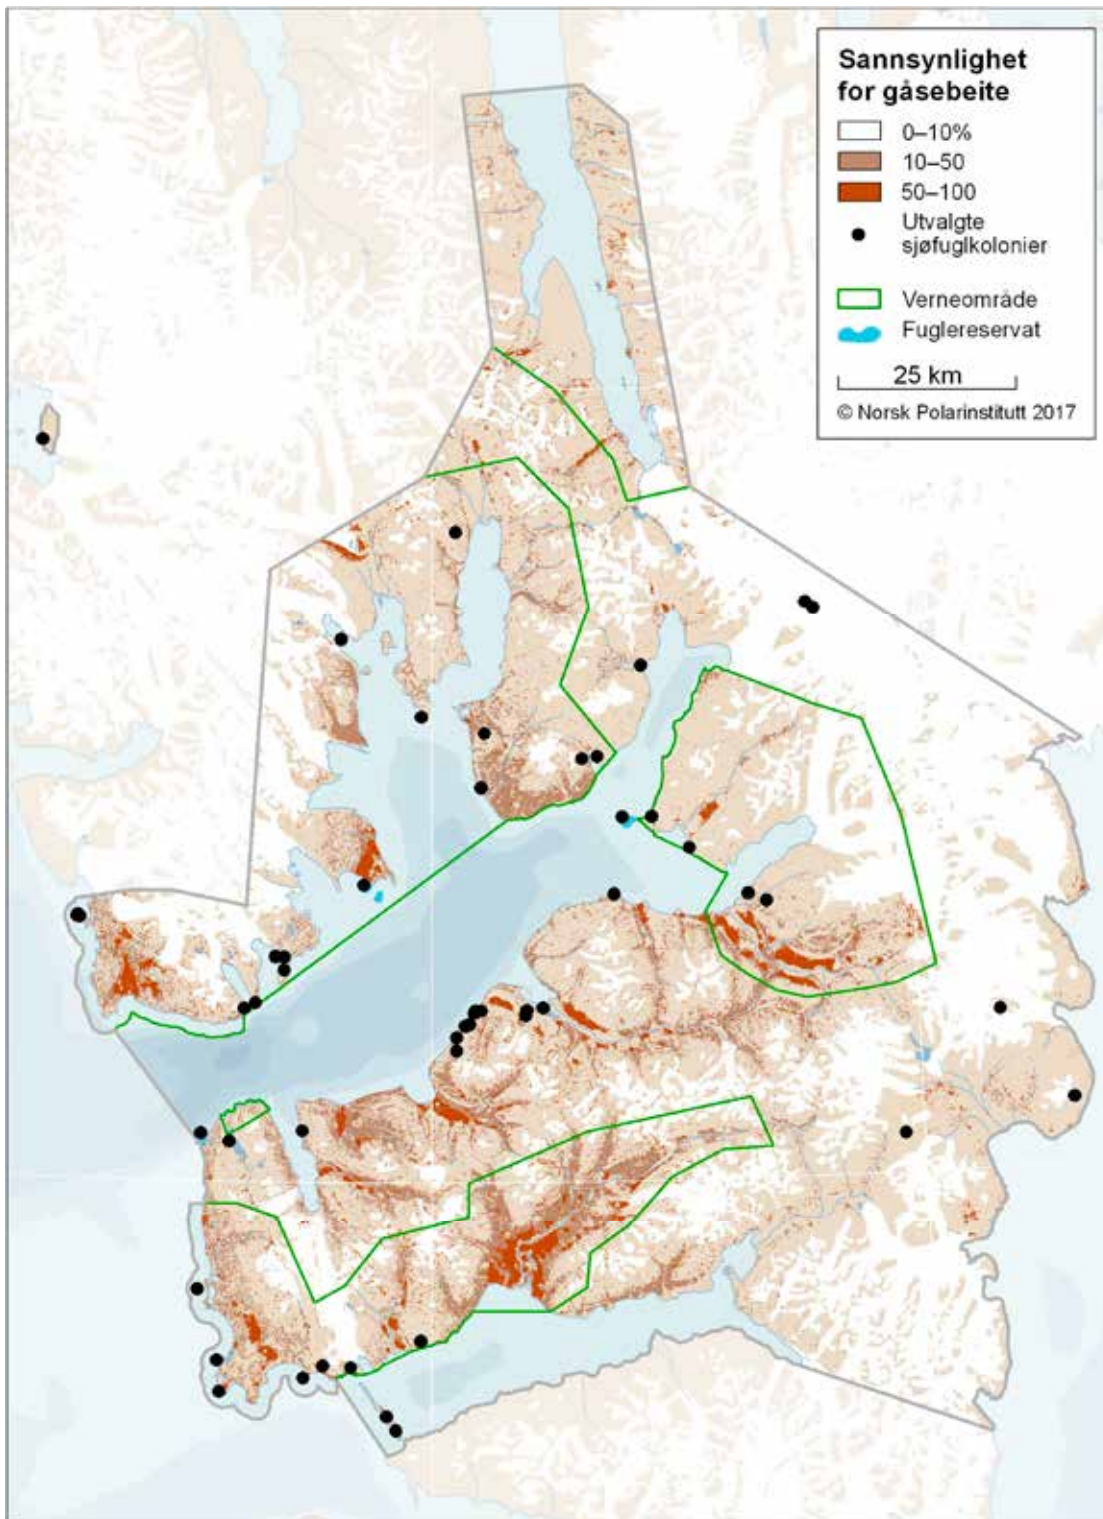 Sannsynlighet
for gåsebeite
0–10%
10–50
50–100
Utvalgte
sjøfuglkolonier
Verneområde
Fuglereservat
25 km
© Norsk Polarinstitutt 2017